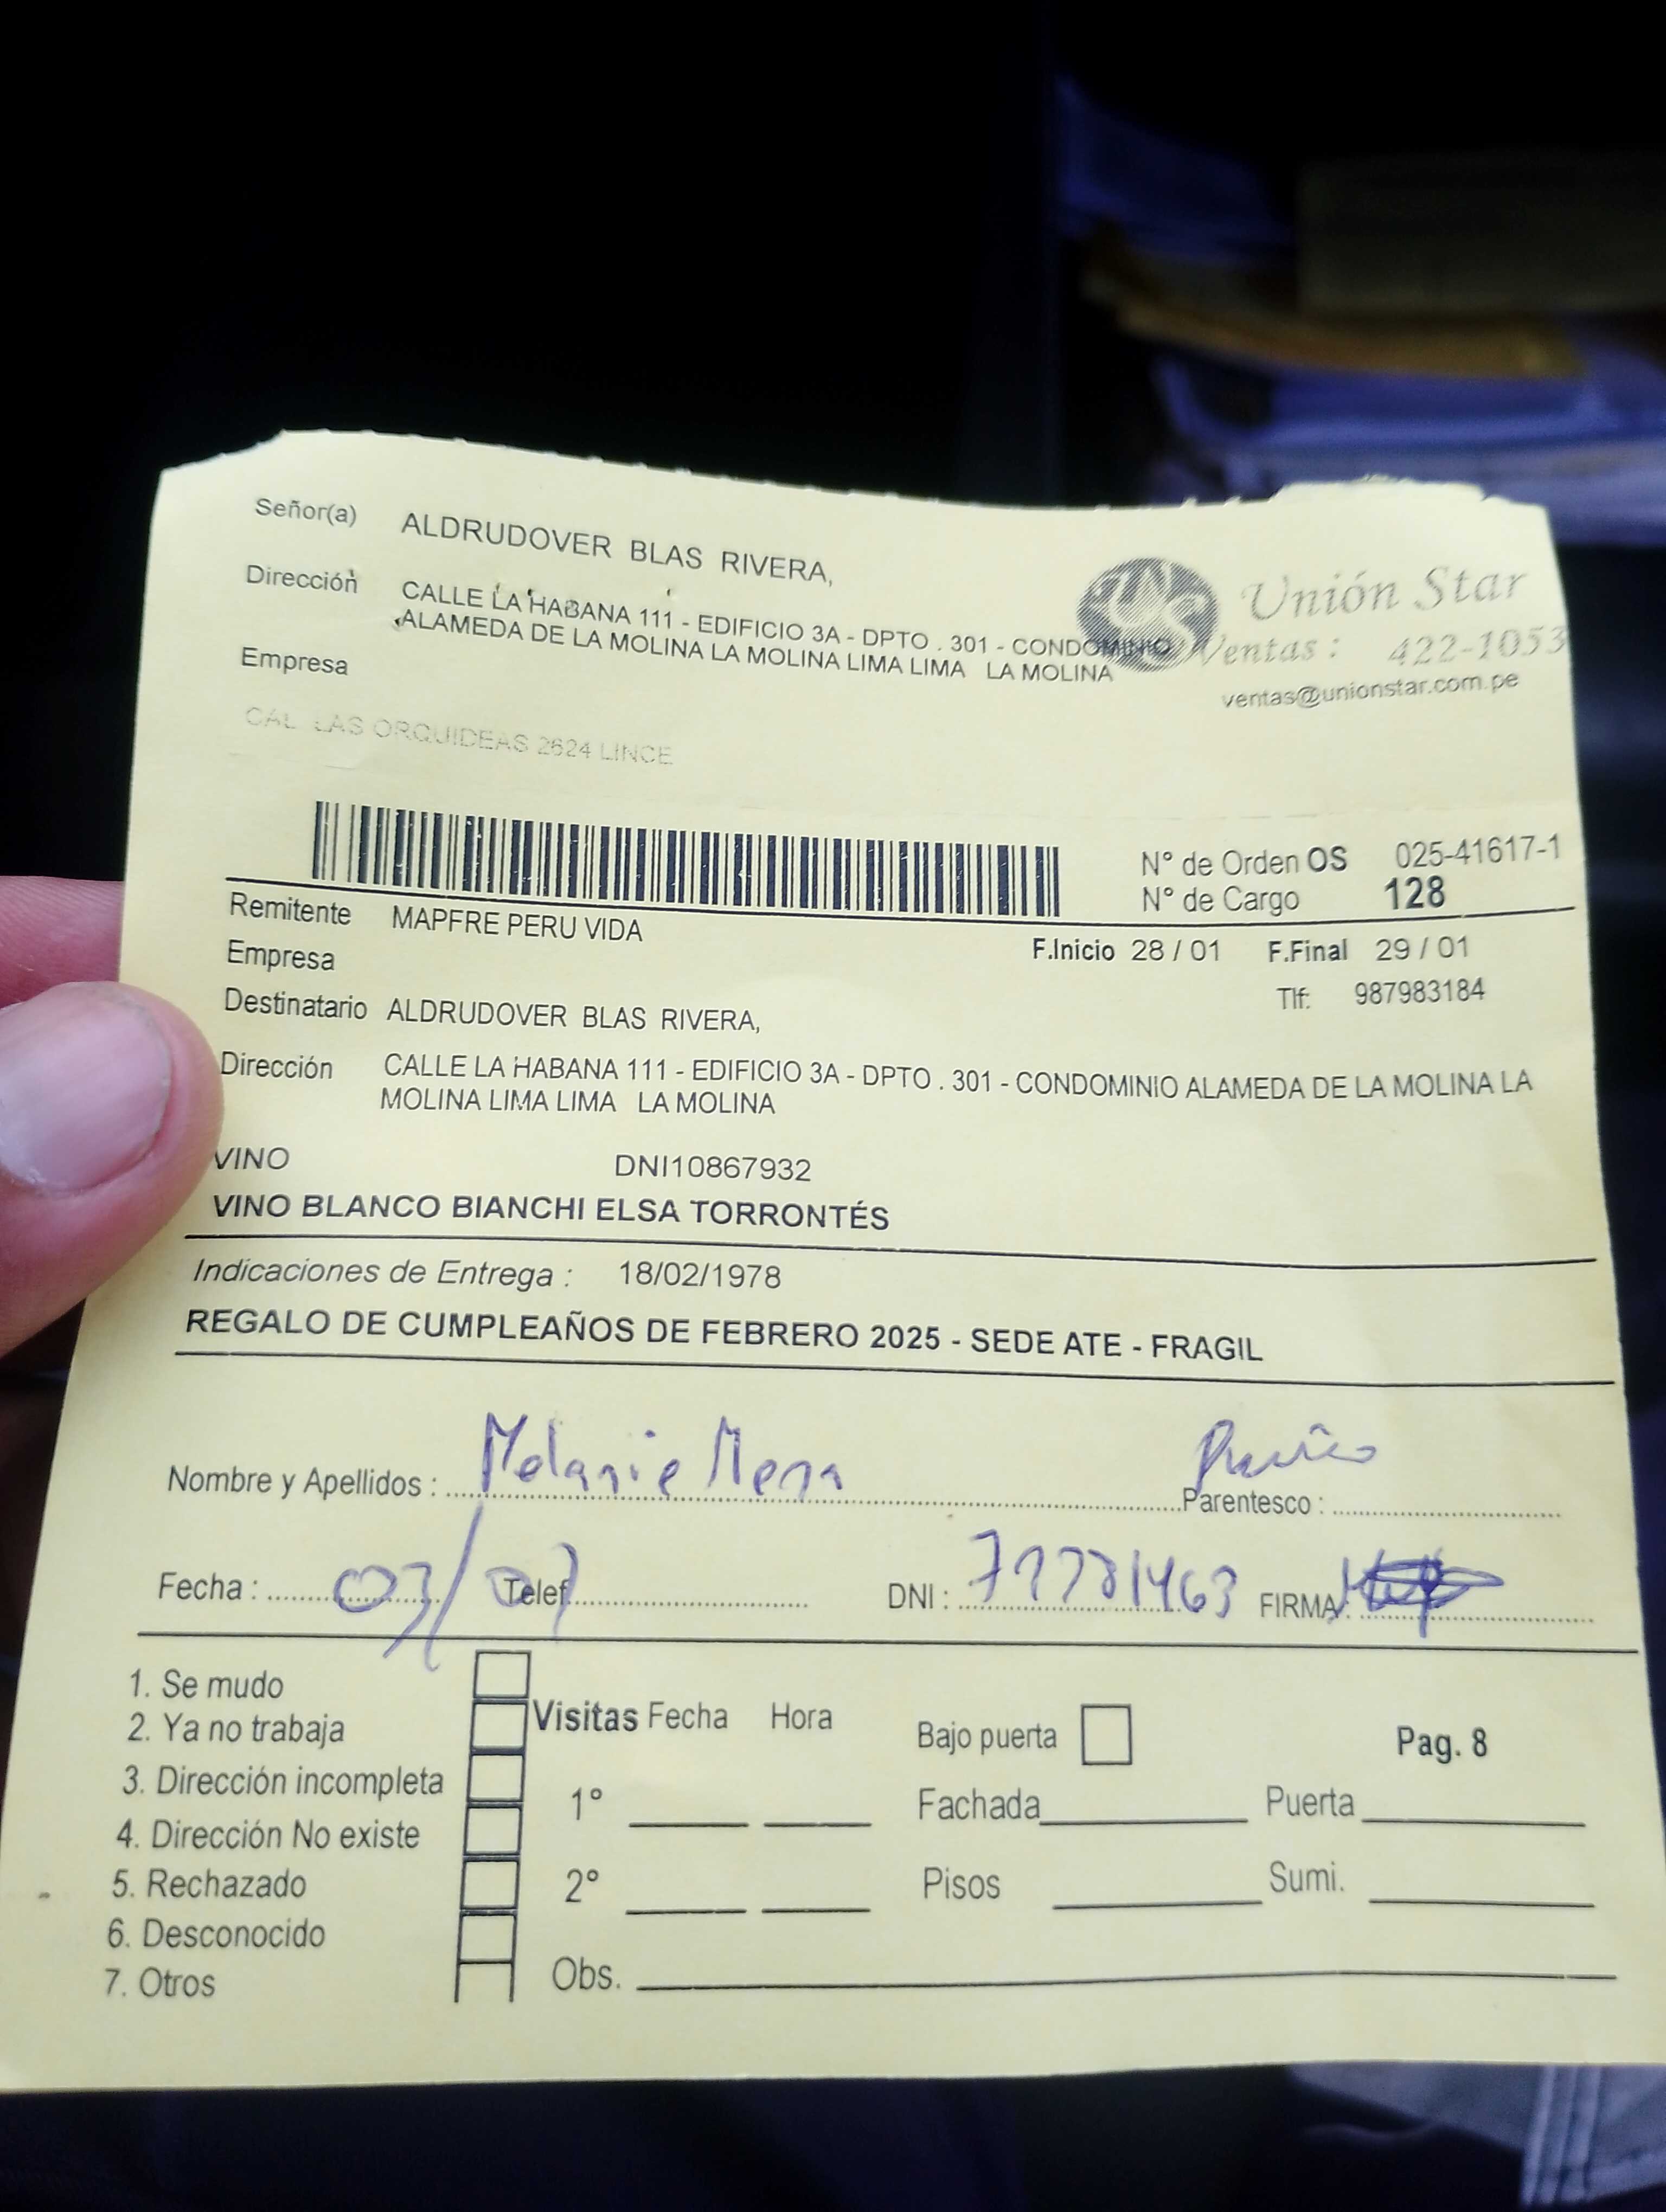 Señor(a) ALDRUDOVER BLAS RIVERA,
Unión Star
Dirección CALLE LA HABANA 111 - EDIFICIO 3A - DPTO . 301 - CONDOMINIO
ALAMEDA DE LA MOLINA LA MOLINA LIMA LIMA LA MOLINA
Ventas : 422-1053
Empresa
ventas@unionstar.com.pe
CAL LAS ORQUIDEAS 2624 LINCE
N° de Orden OS 025-41617-1
N° de Cargo 128
Remitente MAPFRE PERU VIDA
F.Inicio 28 / 01 F.Final 29 / 01
Empresa
Tlf: 987983184
Destinatario ALDRUDOVER BLAS RIVERA,
Dirección CALLE LA HABANA 111 - EDIFICIO 3A - DPTO . 301 - CONDOMINIO ALAMEDA DE LA MOLINA LA
MOLINA LIMA LIMA LA MOLINA
VINO DNI10867932
VINO BLANCO BIANCHI ELSA TORRONTÉS
Indicaciones de Entrega : 18/02/1978
REGALO DE CUMPLEAÑOS DE FEBRERO 2025 - SEDE ATE - FRAGIL
Nombre y Apellidos : Melanie Mena Parentesco :
Fecha : 03/07 Telef. DNI : FIRMA :
1. Se mudo
2. Ya no trabaja
3. Dirección incompleta
4. Dirección No existe
5. Rechazado
6. Desconocido
7. Otros
Visitas Fecha Hora
1°
2°
Obs.
Bajo puerta Pag. 8
Fachada Puerta
Pisos Sumi.